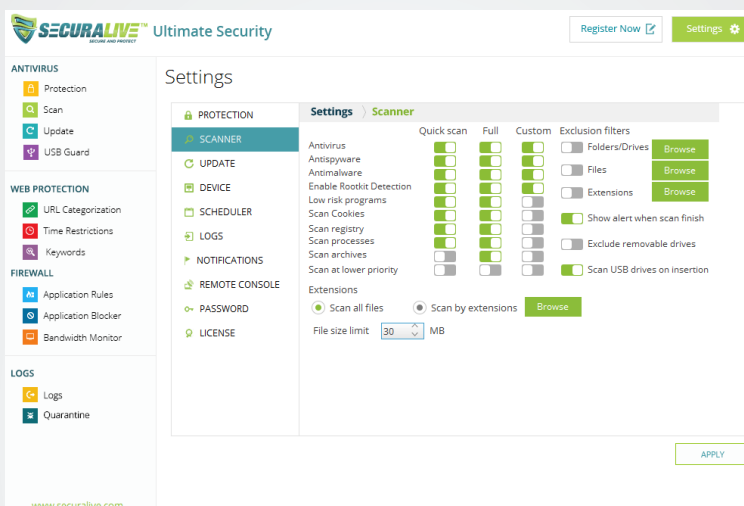 SECURALIVE™ Ultimate Security
SECURE AND PROTECT
Register Now
Settings
ANTIVIRUS
Protection
Scan
Update
USB Guard
WEB PROTECTION
URL Categorization
Time Restrictions
Keywords
FIREWALL
Application Rules
Application Blocker
Bandwidth Monitor
LOGS
Logs
Quarantine
www.securalive.com
Settings
PROTECTION
SCANNER
UPDATE
DEVICE
SCHEDULER
LOGS
NOTIFICATIONS
REMOTE CONSOLE
PASSWORD
LICENSE
Settings Scanner
Quick scan Full Custom Exclusion filters
Antivirus
Antispyware
Antimalware
Enable Rootkit Detection
Low risk programs
Scan Cookies
Scan registry
Scan processes
Scan archives
Scan at lower priority
Folders/Drives Browse
Files Browse
Extensions Browse
Show alert when scan finish
Exclude removable drives
Scan USB drives on insertion
Extensions
Scan all files Scan by extensions Browse
File size limit 30 MB
APPLY